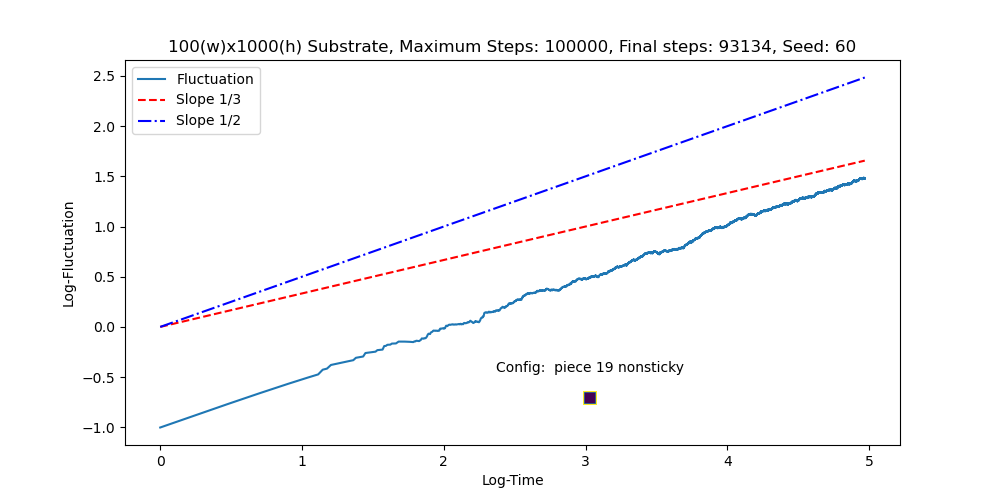 100(w)x1000(h) Substrate, Maximum Steps: 100000, Final steps: 93134, Seed: 60
Fluctuation
Slope 1/3
Slope 1/2
2.5
2.0
1.5
1.0
0.5
0.0
−0.5
−1.0
Log-Fluctuation
Config:  piece 19 nonsticky
0 1 2 3 4 5
Log-Time